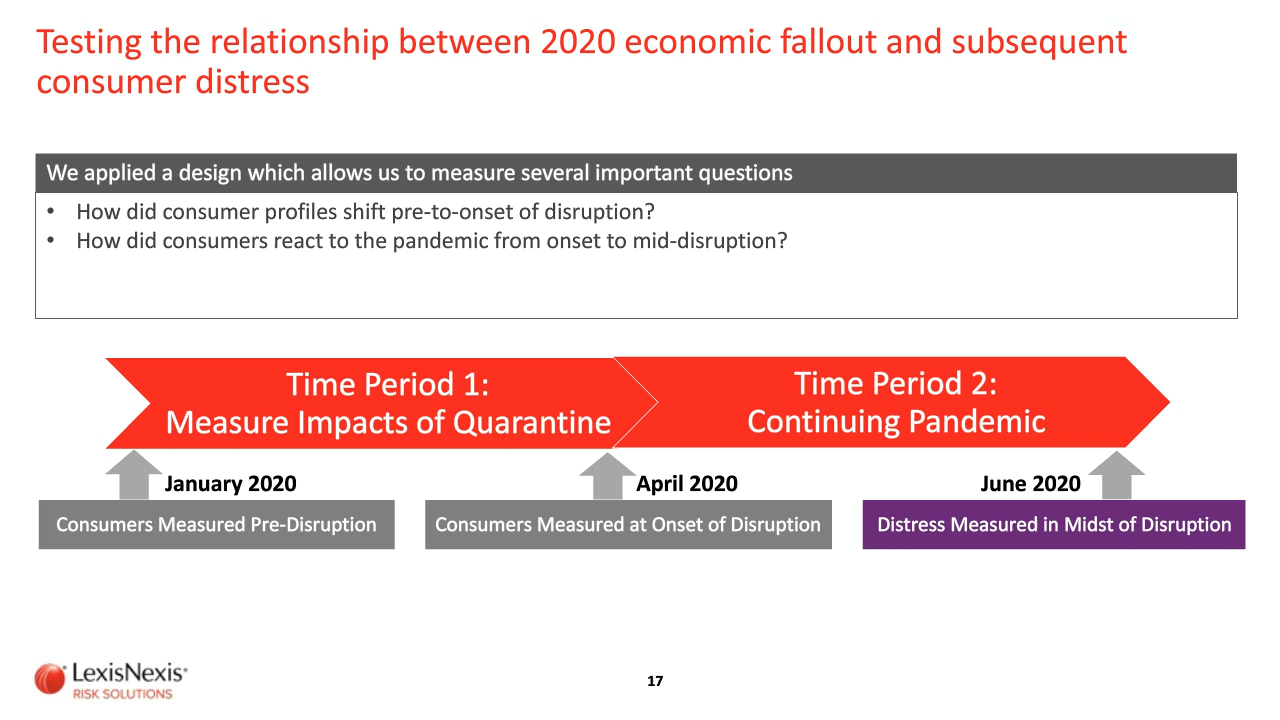 Testing the relationship between 2020 economic fallout and subsequent
consumer distress
We applied a design which allows us to measure several important questions
• How did consumer profiles shift pre-to-onset of disruption?
• How did consumers react to the pandemic from onset to mid-disruption?
Time Period 1:
Measure Impacts of Quarantine
Time Period 2:
Continuing Pandemic
January 2020
April 2020
June 2020
Consumers Measured Pre-Disruption
Consumers Measured at Onset of Disruption
Distress Measured in Midst of Disruption
LexisNexis®
RISK SOLUTIONS
17